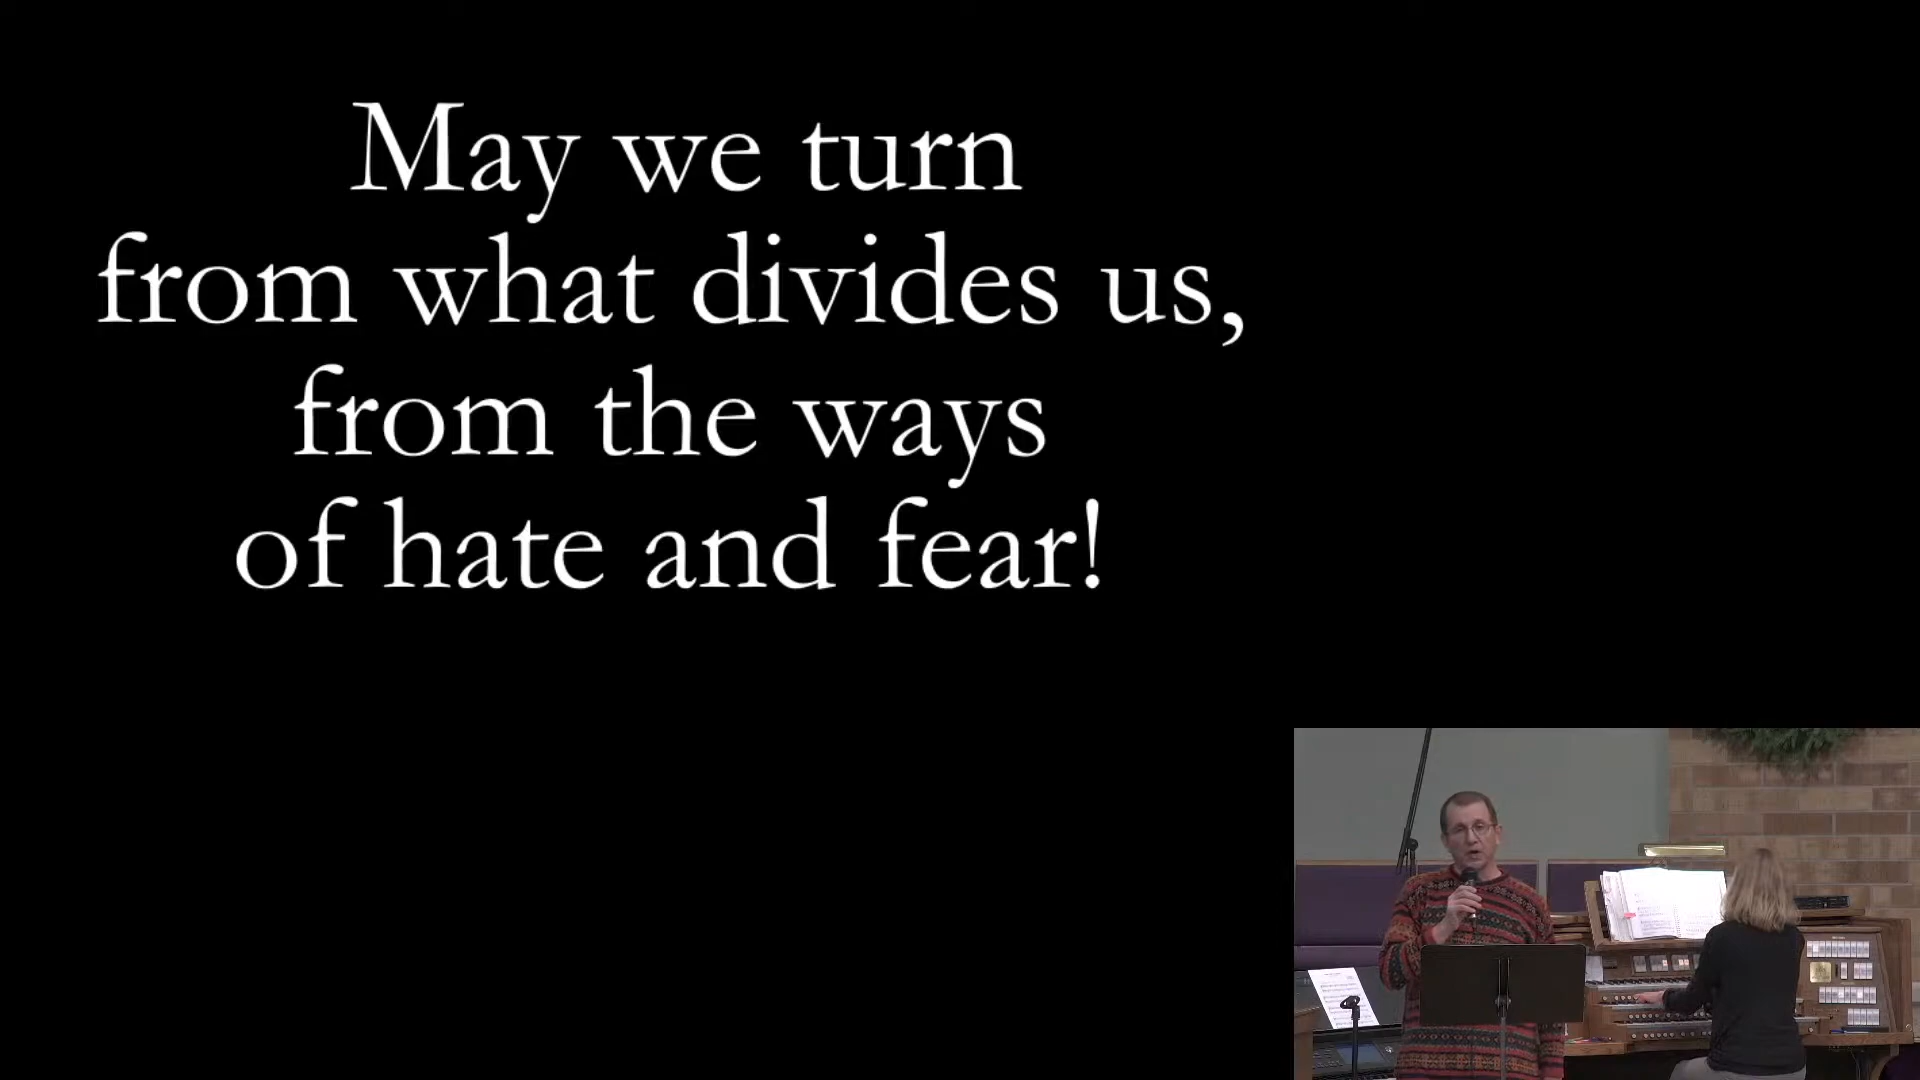 May we turn
from what divides us,
from the ways
of hate and fear!